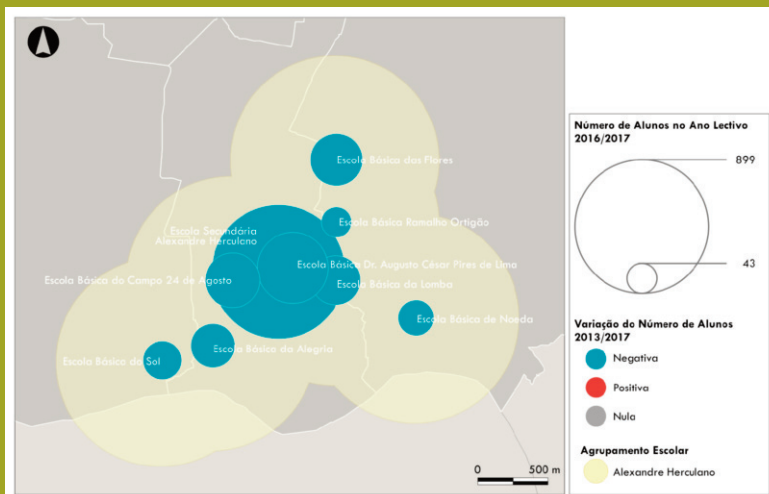 Escola Básica das Flores
Escola Básica Ramalho Ortigão
Escola Secundária
Alexandre Herculano
Escola Básica Dr. Augusto César Pires de Lima
Escola Básica do Campo 24 de Agosto
Escola Básica da Lomba
Escola Básica de Noeda
Escola Básica da Alegria
Escola Básica do Sol
0 500 m
Número de Alunos no Ano Lectivo
2016/2017
899
43
Variação do Número de Alunos
2013/2017
Negativa
Positiva
Nula
Agrupamento Escolar
Alexandre Herculano